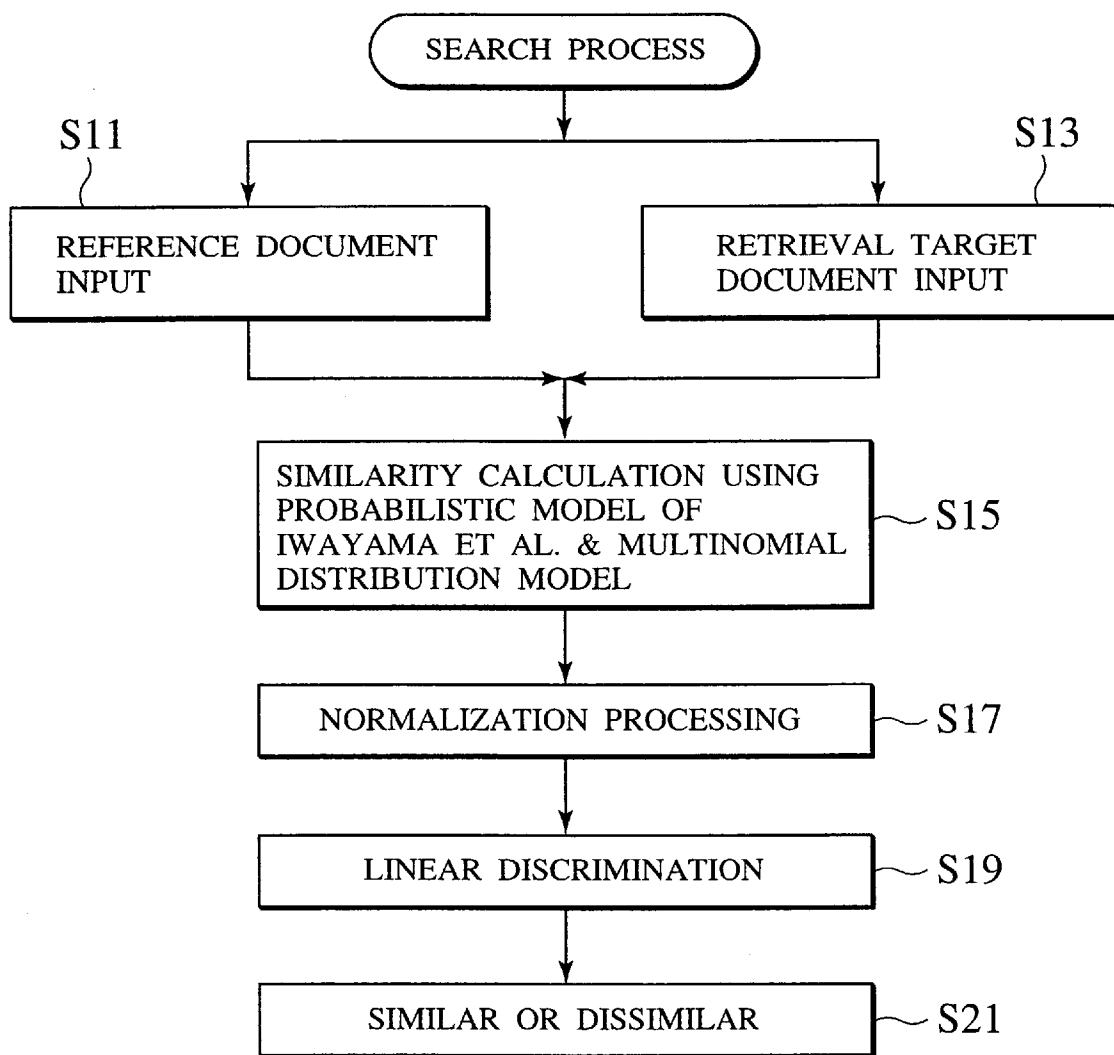 SEARCH PROCESS
S11
S13
REFERENCE DOCUMENT
INPUT
RETRIEVAL TARGET
DOCUMENT INPUT
SIMILARITY CALCULATION USING
PROBABILISTIC MODEL OF
IWAYAMA ET AL. & MULTINOMIAL
DISTRIBUTION MODEL
S15
NORMALIZATION PROCESSING
S17
LINEAR DISCRIMINATION
S19
SIMILAR OR DISSIMILAR
S21